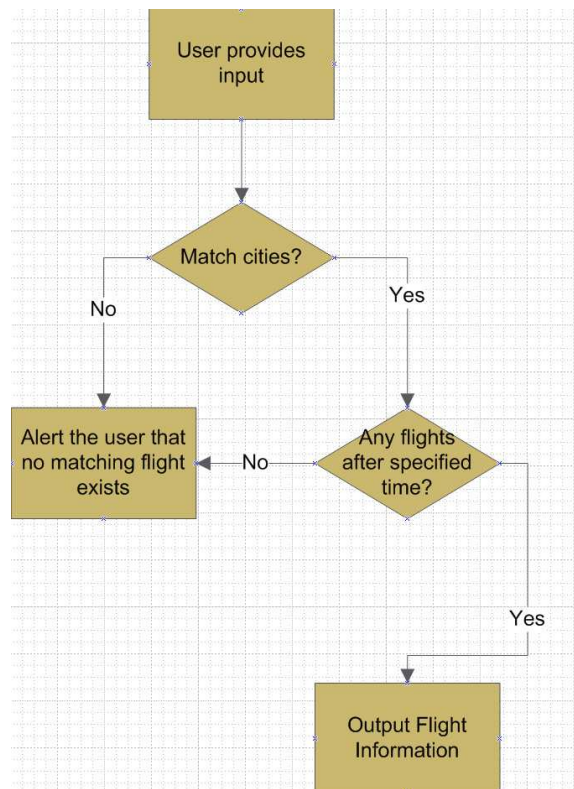 User provides
input
Match cities?
No
Yes
Alert the user that
no matching flight
exists
No
Any flights
after specified
time?
Yes
Output Flight
Information